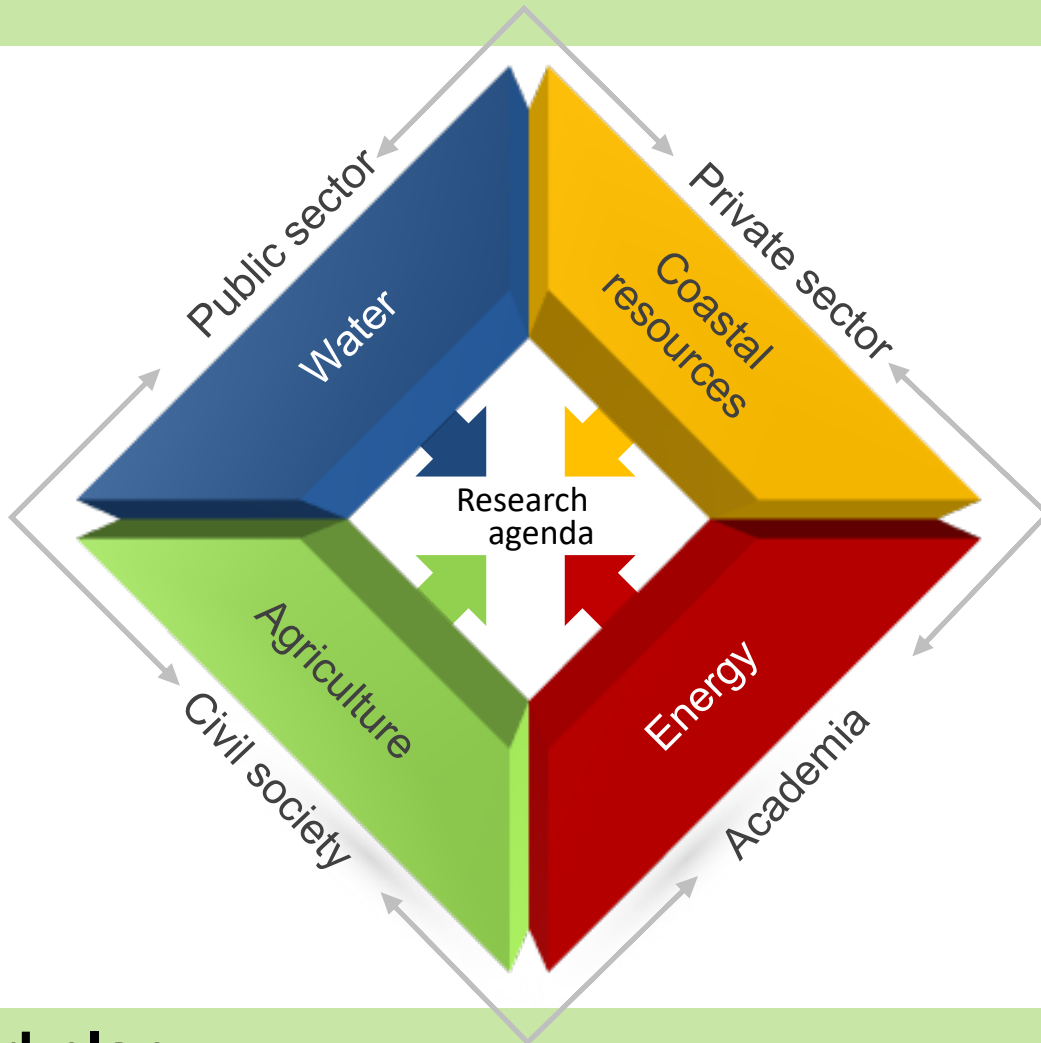 Public sector
Private sector
Water
Coastal
resources
Research
agenda
Agriculture
Energy
Civil society
Academia